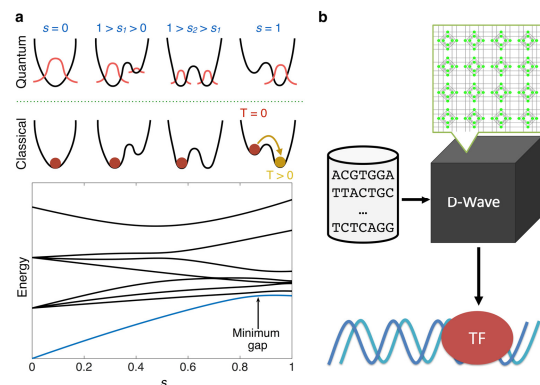 a
s = 0
1 > s₁ > 0
1 > s₂ > s₁
s = 1
Quantum
Classical
T = 0
T > 0
Energy
Minimum
gap
0
0.2
0.4
0.6
0.8
1
s
b
ACGTGGA
TTACTGC
...
TCTCAGG
D-Wave
TF